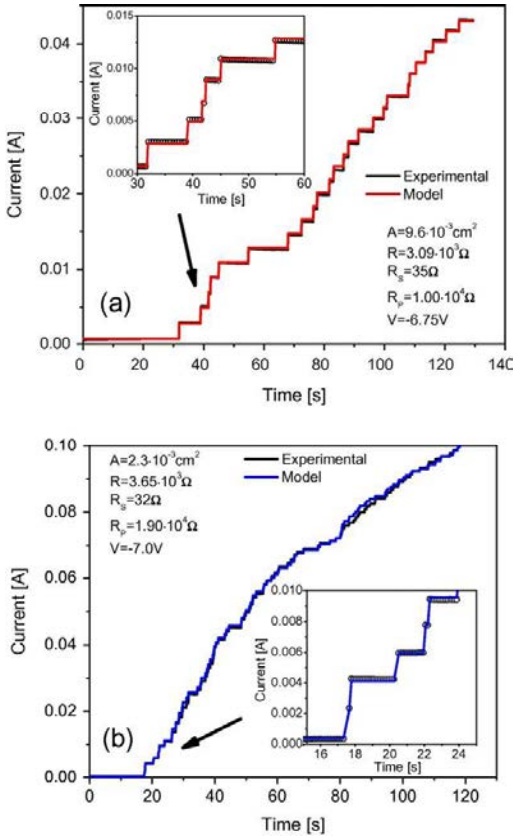 (a)
0.015
0.010
0.005
0.000
30
40
50
60
Current [A]
Time [s]
0.04
0.03
0.02
0.01
0.00
Current [A]
Experimental
Model
A=9.6·10⁻³cm²
R=3.09·10³Ω
Rₛ=35Ω
Rₚ=1.00·10⁴Ω
V=-6.75V
0
20
40
60
80
100
120
140
Time [s]
(b)
0.10
0.08
0.06
0.04
0.02
0.00
Current [A]
A=2.3·10⁻³cm²
R=3.65·10³Ω
Rₛ=32Ω
Rₚ=1.90·10⁴Ω
V=-7.0V
Experimental
Model
0.010
0.008
0.006
0.004
0.002
0.000
Current [A]
16
18
20
22
24
Time [s]
0
20
40
60
80
100
120
Time [s]